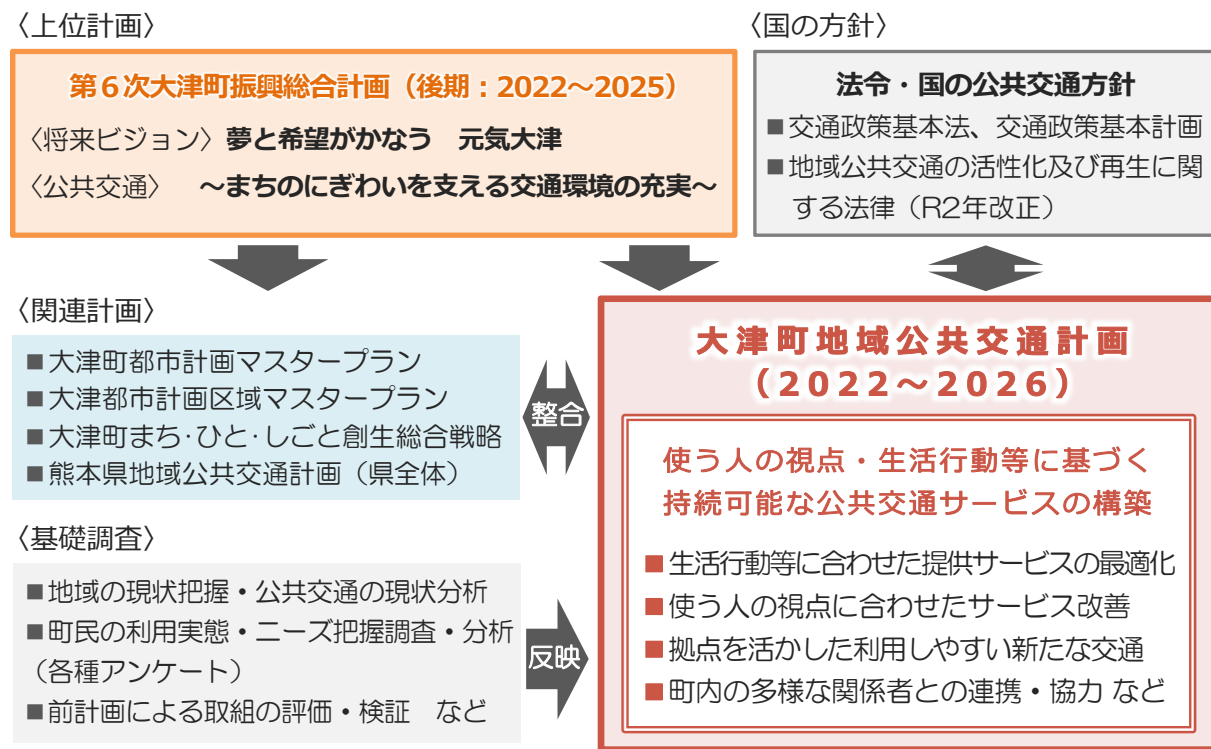 〈上位計画〉
第6次大津町振興総合計画（後期：2022～2025）
〈将来ビジョン〉夢と希望がかなう　元気大津
〈公共交通〉　～まちのにぎわいを支える交通環境の充実～
〈国の方針〉
法令・国の公共交通方針
■交通政策基本法、交通政策基本計画
■地域公共交通の活性化及び再生に関
する法律（R2年改正）
〈関連計画〉
■大津町都市計画マスタープラン
■大津都市計画区域マスタープラン
■大津町まち･ひと･しごと創生総合戦略
■熊本県地域公共交通計画（県全体）
整合
〈基礎調査〉
■地域の現状把握・公共交通の現状分析
■町民の利用実態・ニーズ把握調査・分析
（各種アンケート）
■前計画による取組の評価・検証　など
反映
大津町地域公共交通計画
（2022～2026）
使う人の視点・生活行動等に基づく
持続可能な公共交通サービスの構築
■生活行動等に合わせた提供サービスの最適化
■使う人の視点に合わせたサービス改善
■拠点を活かした利用しやすい新たな交通
■町内の多様な関係者との連携・協力 など